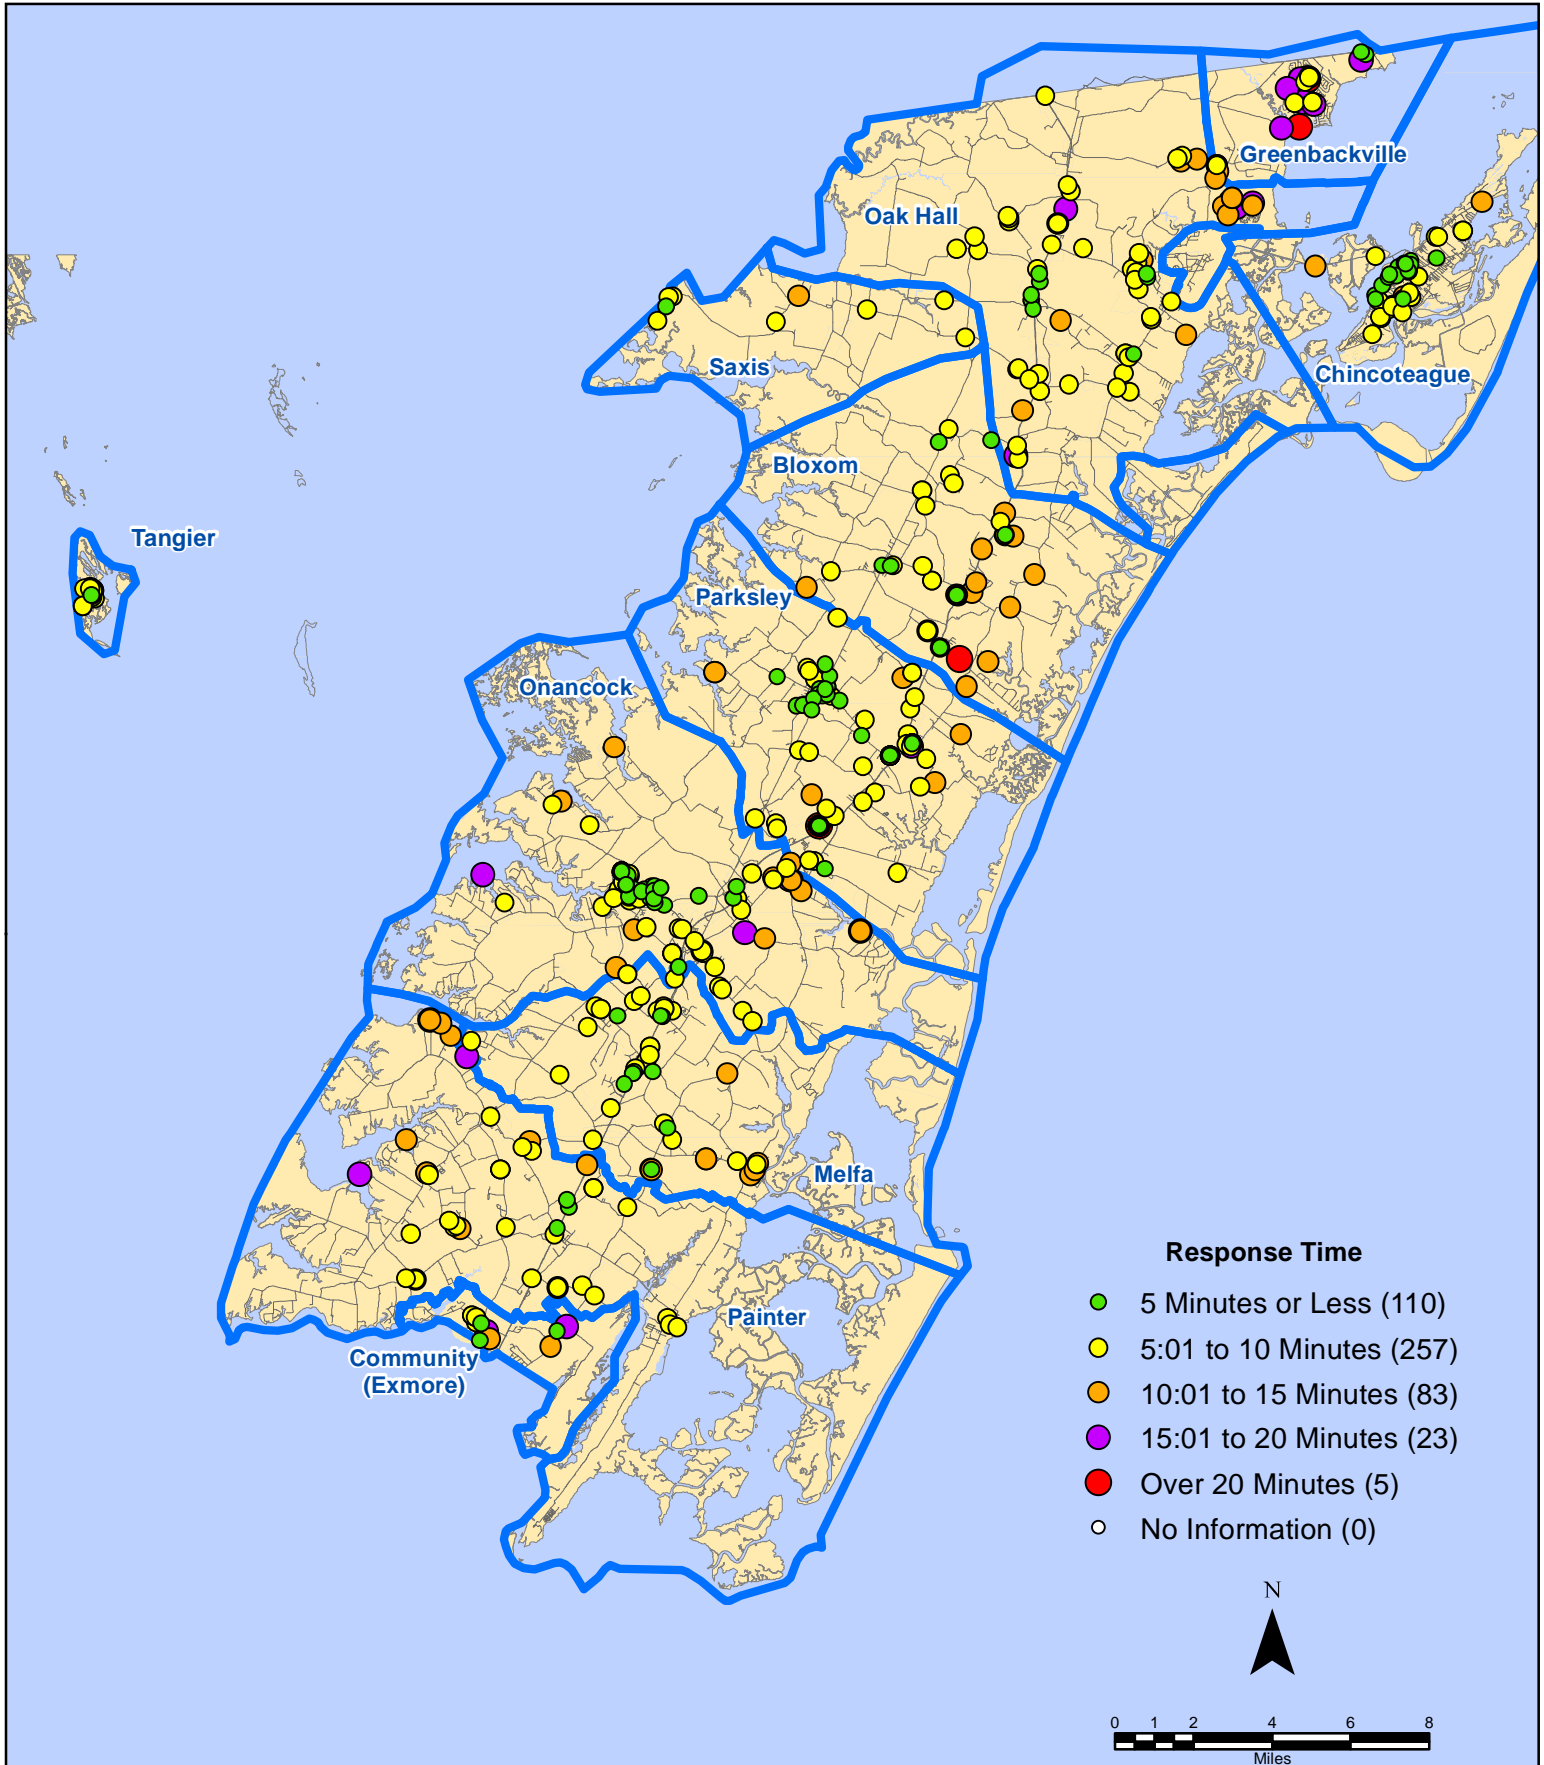 Greenbackville
Oak Hall
Saxis
Chincoteague
Bloxom
Tangier
Parksley
Onancock
Melfa
Painter
Community
(Exmore)
Response Time
5 Minutes or Less (110)
5:01 to 10 Minutes (257)
10:01 to 15 Minutes (83)
15:01 to 20 Minutes (23)
Over 20 Minutes (5)
No Information (0)
N
0 1 2 4 6 8
Miles